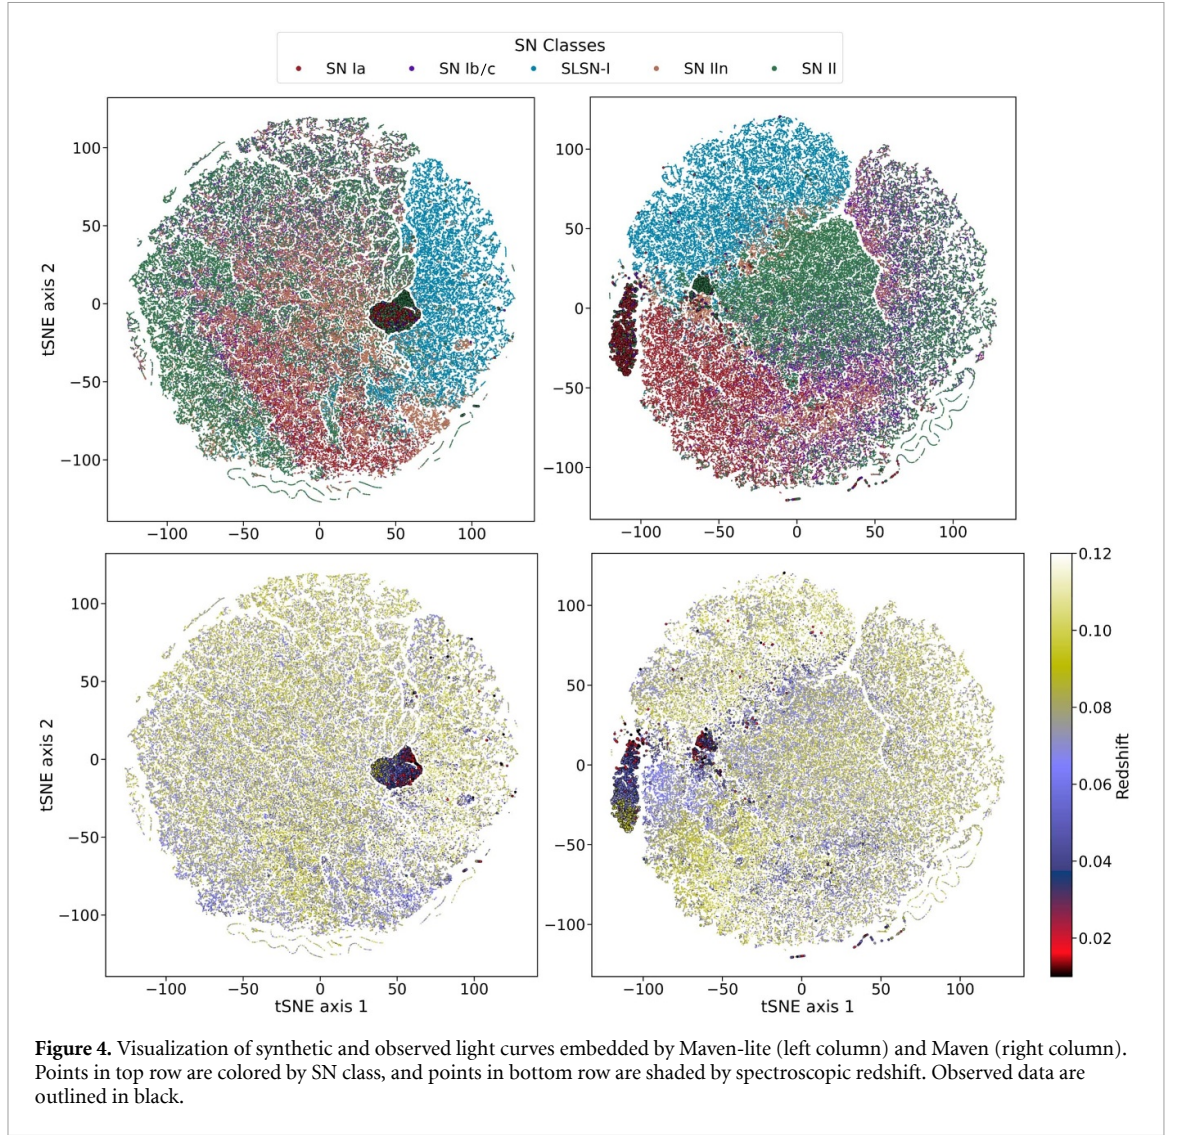 SN Classes
SN Ia SN Ib/c SLSN-I SN IIn SN II
tSNE axis 2
100
50
0
−50
−100
−100 −50 0 50 100
100
50
0
−50
−100
−100 −50 0 50 100
tSNE axis 2
100
50
0
−50
−100
−100 −50 0 50 100
tSNE axis 1
100
50
0
−50
−100
−100 −50 0 50 100
tSNE axis 1
0.12
0.10
0.08
0.06
0.04
0.02
Redshift
Figure 4. Visualization of synthetic and observed light curves embedded by Maven-lite (left column) and Maven (right column).
Points in top row are colored by SN class, and points in bottom row are shaded by spectroscopic redshift. Observed data are
outlined in black.